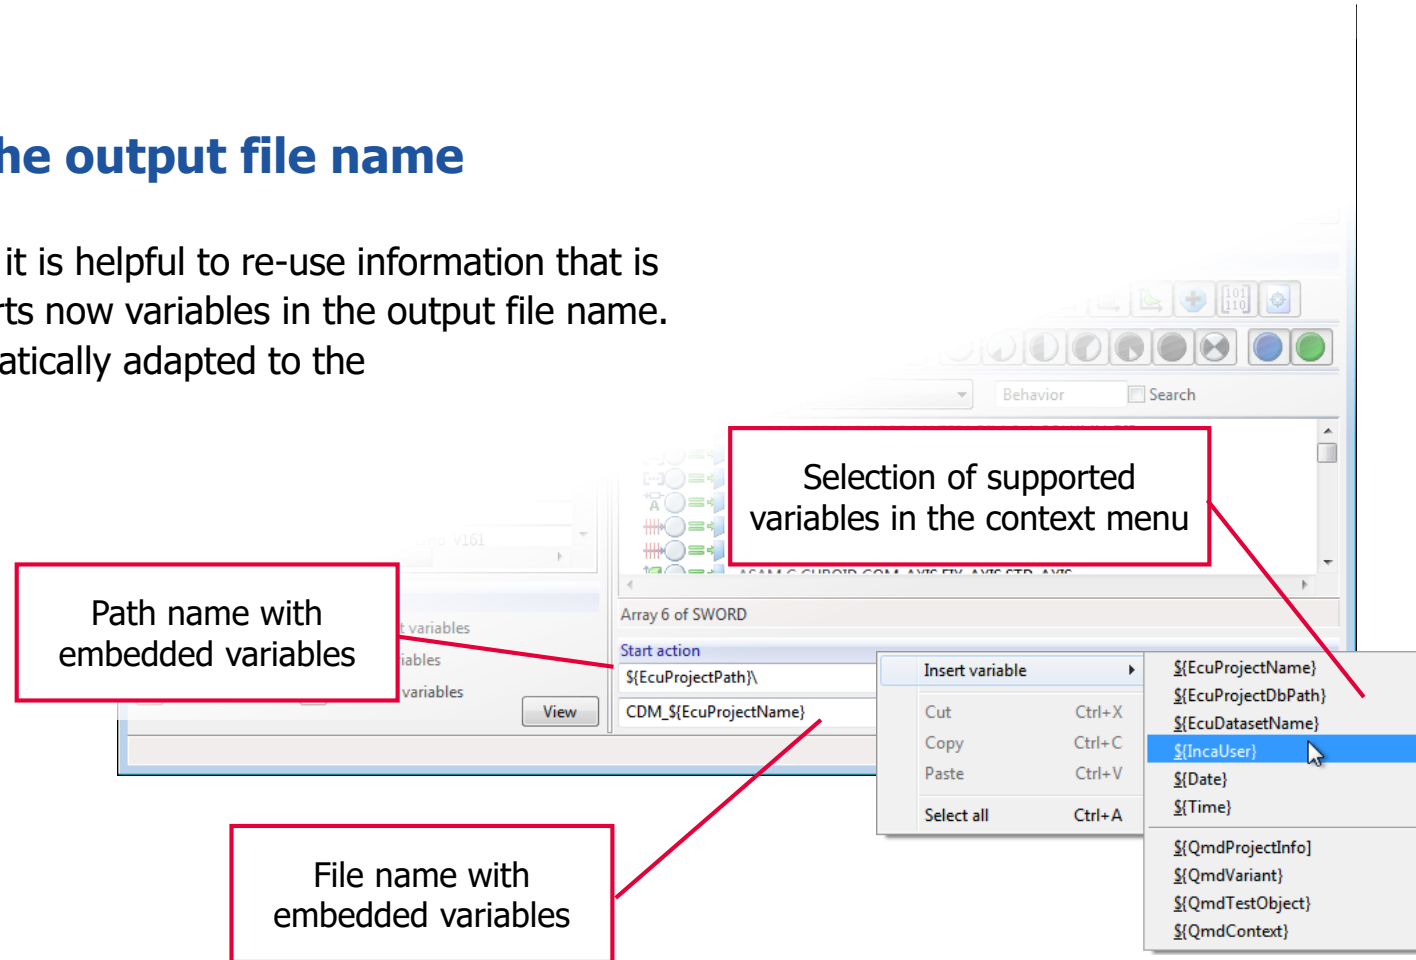 he output file name
it is helpful to re-use information that is
rts now variables in the output file name.
atically adapted to the
Behavior
Search
Selection of supported
variables in the context menu
V161
Path name with
embedded variables
t variables
iables
variables
View
Array 6 of SWORD
Start action
${EcuProjectPath}\
CDM_${EcuProjectName}
Insert variable
Cut Ctrl+X
Copy Ctrl+C
Paste Ctrl+V
Select all Ctrl+A
${EcuProjectName}
${EcuProjectDbPath}
${EcuDatasetName}
${IncaUser}
${Date}
${Time}
${QmdProjectInfo]
${QmdVariant}
${QmdTestObject}
${QmdContext}
File name with
embedded variables